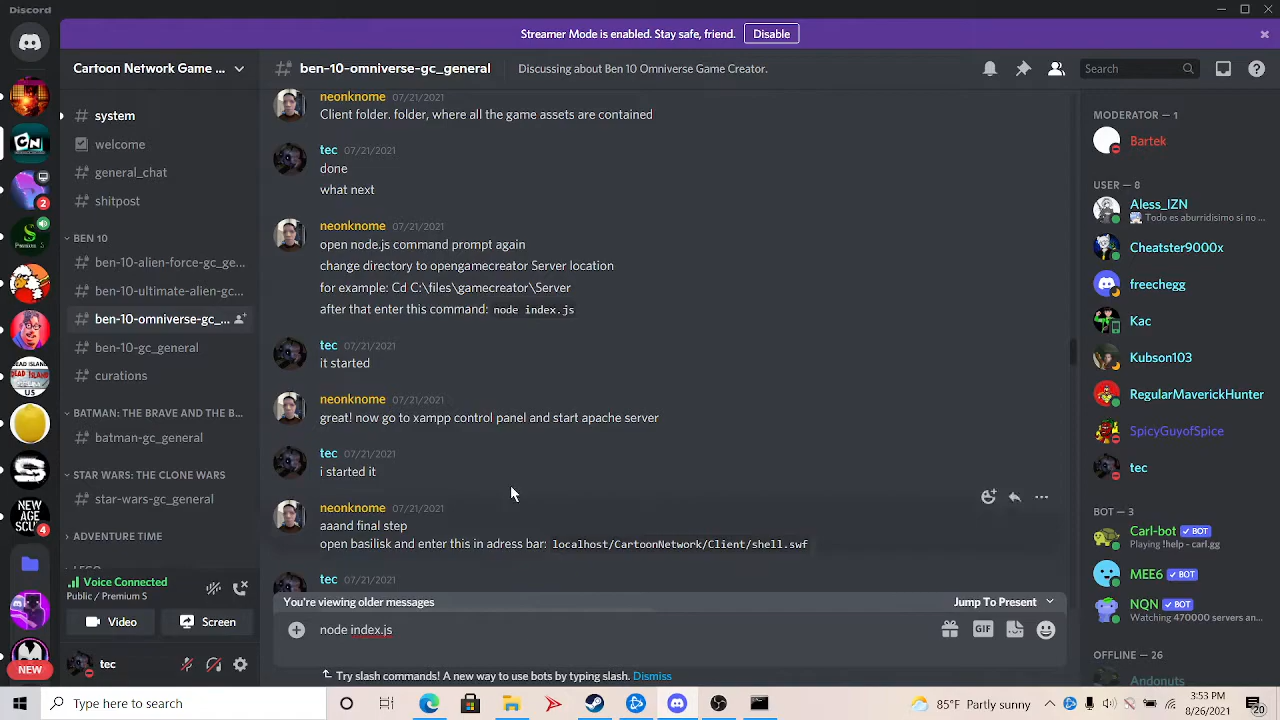 Discord
Streamer Mode is enabled. Stay safe, friend.
Disable
Cartoon Network Game ...
ben-10-omniverse-gc_general
Discussing about Ben 10 Omniverse Game Creator.
Search
system
welcome
general_chat
shitpost
BEN 10
ben-10-alien-force-gc_ge...
ben-10-ultimate-alien-gc...
ben-10-omniverse-gc_...
ben-10-gc_general
curations
BATMAN: THE BRAVE AND THE B...
batman-gc_general
STAR WARS: THE CLONE WARS
star-wars-gc_general
ADVENTURE TIME
Voice Connected
Public / Premium S
Video
Screen
tec
neonknome 07/21/2021
Client folder. folder, where all the game assets are contained
tec 07/21/2021
done
what next
neonknome 07/21/2021
open node.js command prompt again
change directory to opengamecreator Server location
for example: Cd C:\files\gamecreator\Server
after that enter this command: node index.js
tec 07/21/2021
it started
neonknome 07/21/2021
great! now go to xampp control panel and start apache server
tec 07/21/2021
i started it
neonknome 07/21/2021
aaand final step
open basilisk and enter this in adress bar: localhost/CartoonNetwork/Client/shell.swf
tec 07/21/2021
You're viewing older messages
Jump To Present
node index.js
GIF
Try slash commands! A new way to use bots by typing slash. Dismiss
MODERATOR — 1
Bartek
USER — 8
Aless_IZN
Todo es aburridisimo si no ...
Cheatster9000x
freechegg
Kac
Kubson103
RegularMaverickHunter
SpicyGuyofSpice
tec
BOT — 3
Carl-bot BOT
Playing !help - carl.gg
MEE6 BOT
NQN BOT
Watching 470000 servers an...
OFFLINE — 26
Andonuts
CN
2
DEAD ISLAND
US
NEW
AGE
4
NEW
Type here to search
85°F Partly sunny
3:53 PM
8/26/2021
20